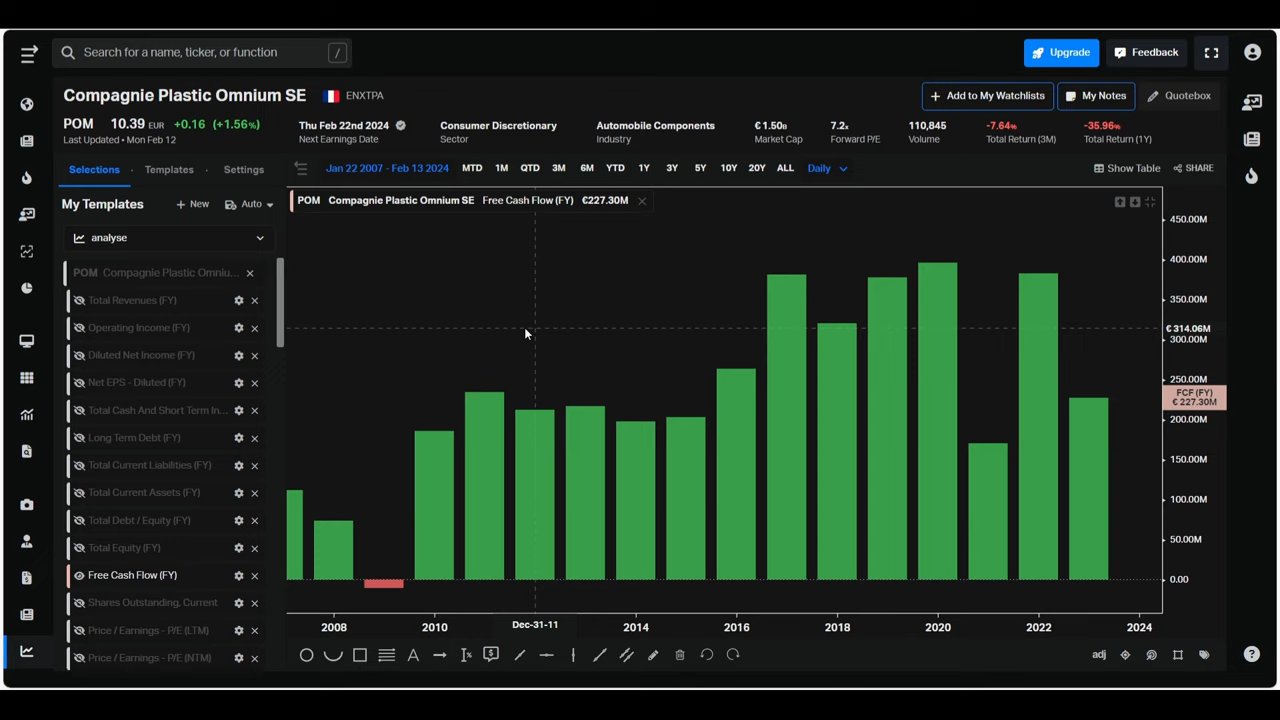 Search for a name, ticker, or function /
Upgrade
Feedback
Compagnie Plastic Omnium SE ENXTPA
+ Add to My Watchlists
My Notes
Quotebox
POM 10.39 EUR +0.16 (+1.56%)
Last Updated • Mon Feb 12
Thu Feb 22nd 2024
Next Earnings Date
Consumer Discretionary
Sector
Automobile Components
Industry
€ 1.50B
Market Cap
7.2x
Forward P/E
110,845
Volume
-7.64%
Total Return (3M)
-35.96%
Total Return (1Y)
Selections • Templates • Settings
Jan 22 2007 - Feb 13 2024 MTD 1M QTD 3M 6M YTD 1Y 3Y 5Y 10Y 20Y ALL Daily
Show Table
SHARE
My Templates + New Auto
analyse
POM Compagnie Plastic Omniu...
Total Revenues (FY)
Operating Income (FY)
Diluted Net Income (FY)
Net EPS - Diluted (FY)
Total Cash And Short Term In...
Long Term Debt (FY)
Total Current Liabilities (FY)
Total Current Assets (FY)
Total Debt / Equity (FY)
Total Equity (FY)
Free Cash Flow (FY)
Shares Outstanding, Current
Price / Earnings - P/E (LTM)
Price / Earnings - P/E (NTM)
POM Compagnie Plastic Omnium SE Free Cash Flow (FY) €227.30M
450.00M
400.00M
350.00M
€ 314.06M
300.00M
250.00M
FCF (FY)
€ 227.30M
200.00M
150.00M
100.00M
50.00M
0.00
2008 2010 Dec-31-11 2014 2016 2018 2020 2022 2024
A
adj